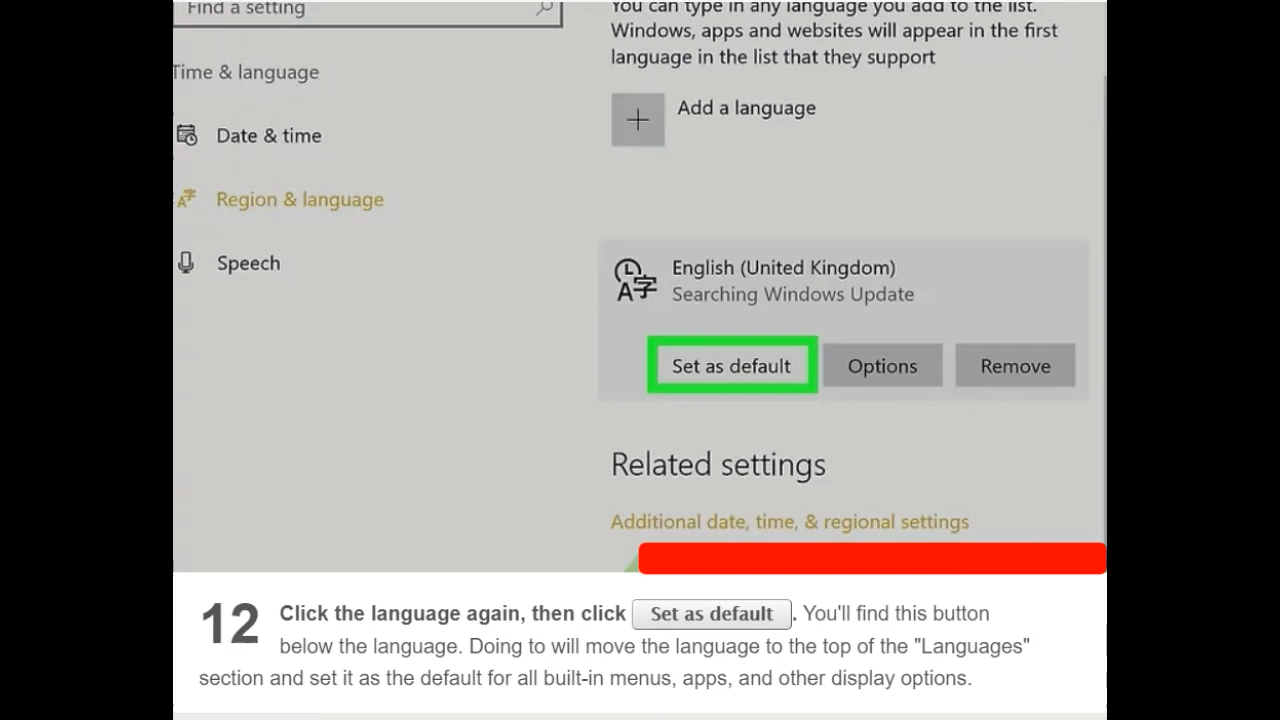 Find a setting
You can type in any language you add to the list.
Windows, apps and websites will appear in the first
language in the list that they support
Time & language
Add a language
Date & time
Region & language
Speech
English (United Kingdom)
Searching Windows Update
Set as default
Options
Remove
Related settings
Additional date, time, & regional settings
12 Click the language again, then click Set as default. You'll find this button
below the language. Doing to will move the language to the top of the "Languages"
section and set it as the default for all built-in menus, apps, and other display options.